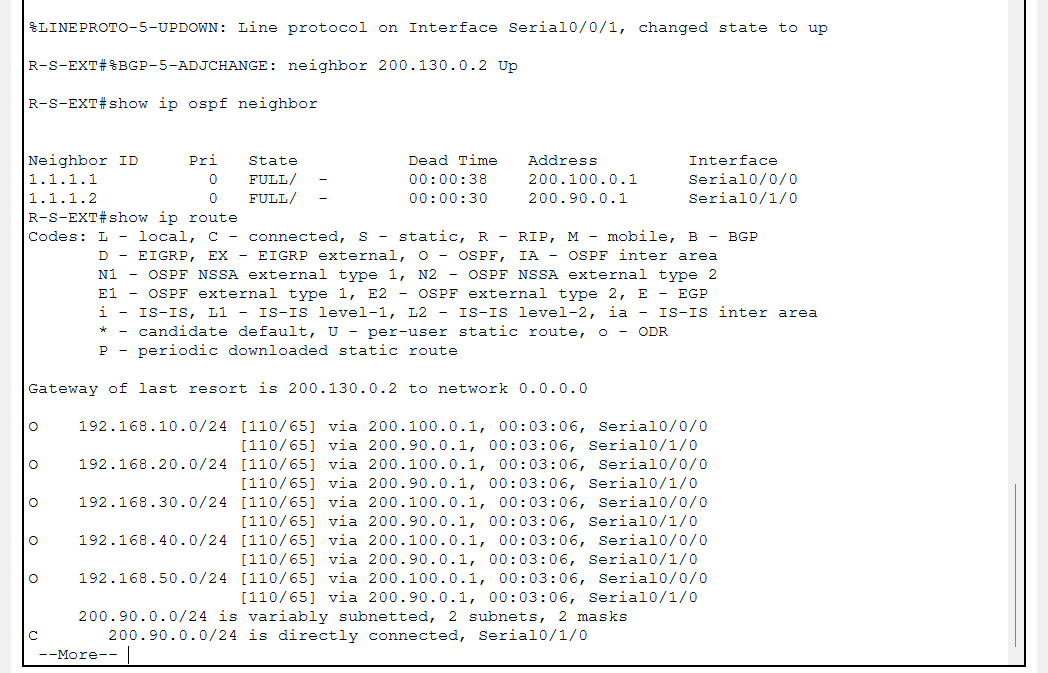 %LINEPROTO-5-UPDOWN: Line protocol on Interface Serial0/0/1, changed state to up
R-S-EXT#%BGP-5-ADJCHANGE: neighbor 200.130.0.2 Up
R-S-EXT#show ip ospf neighbor
Neighbor ID     Pri   State           Dead Time   Address         Interface
1.1.1.1           0   FULL/  -        00:00:38    200.100.0.1     Serial0/0/0
1.1.1.2           0   FULL/  -        00:00:30    200.90.0.1      Serial0/1/0
R-S-EXT#show ip route
Codes: L - local, C - connected, S - static, R - RIP, M - mobile, B - BGP
       D - EIGRP, EX - EIGRP external, O - OSPF, IA - OSPF inter area
       N1 - OSPF NSSA external type 1, N2 - OSPF NSSA external type 2
       E1 - OSPF external type 1, E2 - OSPF external type 2, E - EGP
       i - IS-IS, L1 - IS-IS level-1, L2 - IS-IS level-2, ia - IS-IS inter area
       * - candidate default, U - per-user static route, o - ODR
       P - periodic downloaded static route
Gateway of last resort is 200.130.0.2 to network 0.0.0.0
O    192.168.10.0/24 [110/65] via 200.100.0.1, 00:03:06, Serial0/0/0
                     [110/65] via 200.90.0.1, 00:03:06, Serial0/1/0
O    192.168.20.0/24 [110/65] via 200.100.0.1, 00:03:06, Serial0/0/0
                     [110/65] via 200.90.0.1, 00:03:06, Serial0/1/0
O    192.168.30.0/24 [110/65] via 200.100.0.1, 00:03:06, Serial0/0/0
                     [110/65] via 200.90.0.1, 00:03:06, Serial0/1/0
O    192.168.40.0/24 [110/65] via 200.100.0.1, 00:03:06, Serial0/0/0
                     [110/65] via 200.90.0.1, 00:03:06, Serial0/1/0
O    192.168.50.0/24 [110/65] via 200.100.0.1, 00:03:06, Serial0/0/0
                     [110/65] via 200.90.0.1, 00:03:06, Serial0/1/0
     200.90.0.0/24 is variably subnetted, 2 subnets, 2 masks
C       200.90.0.0/24 is directly connected, Serial0/1/0
 --More--